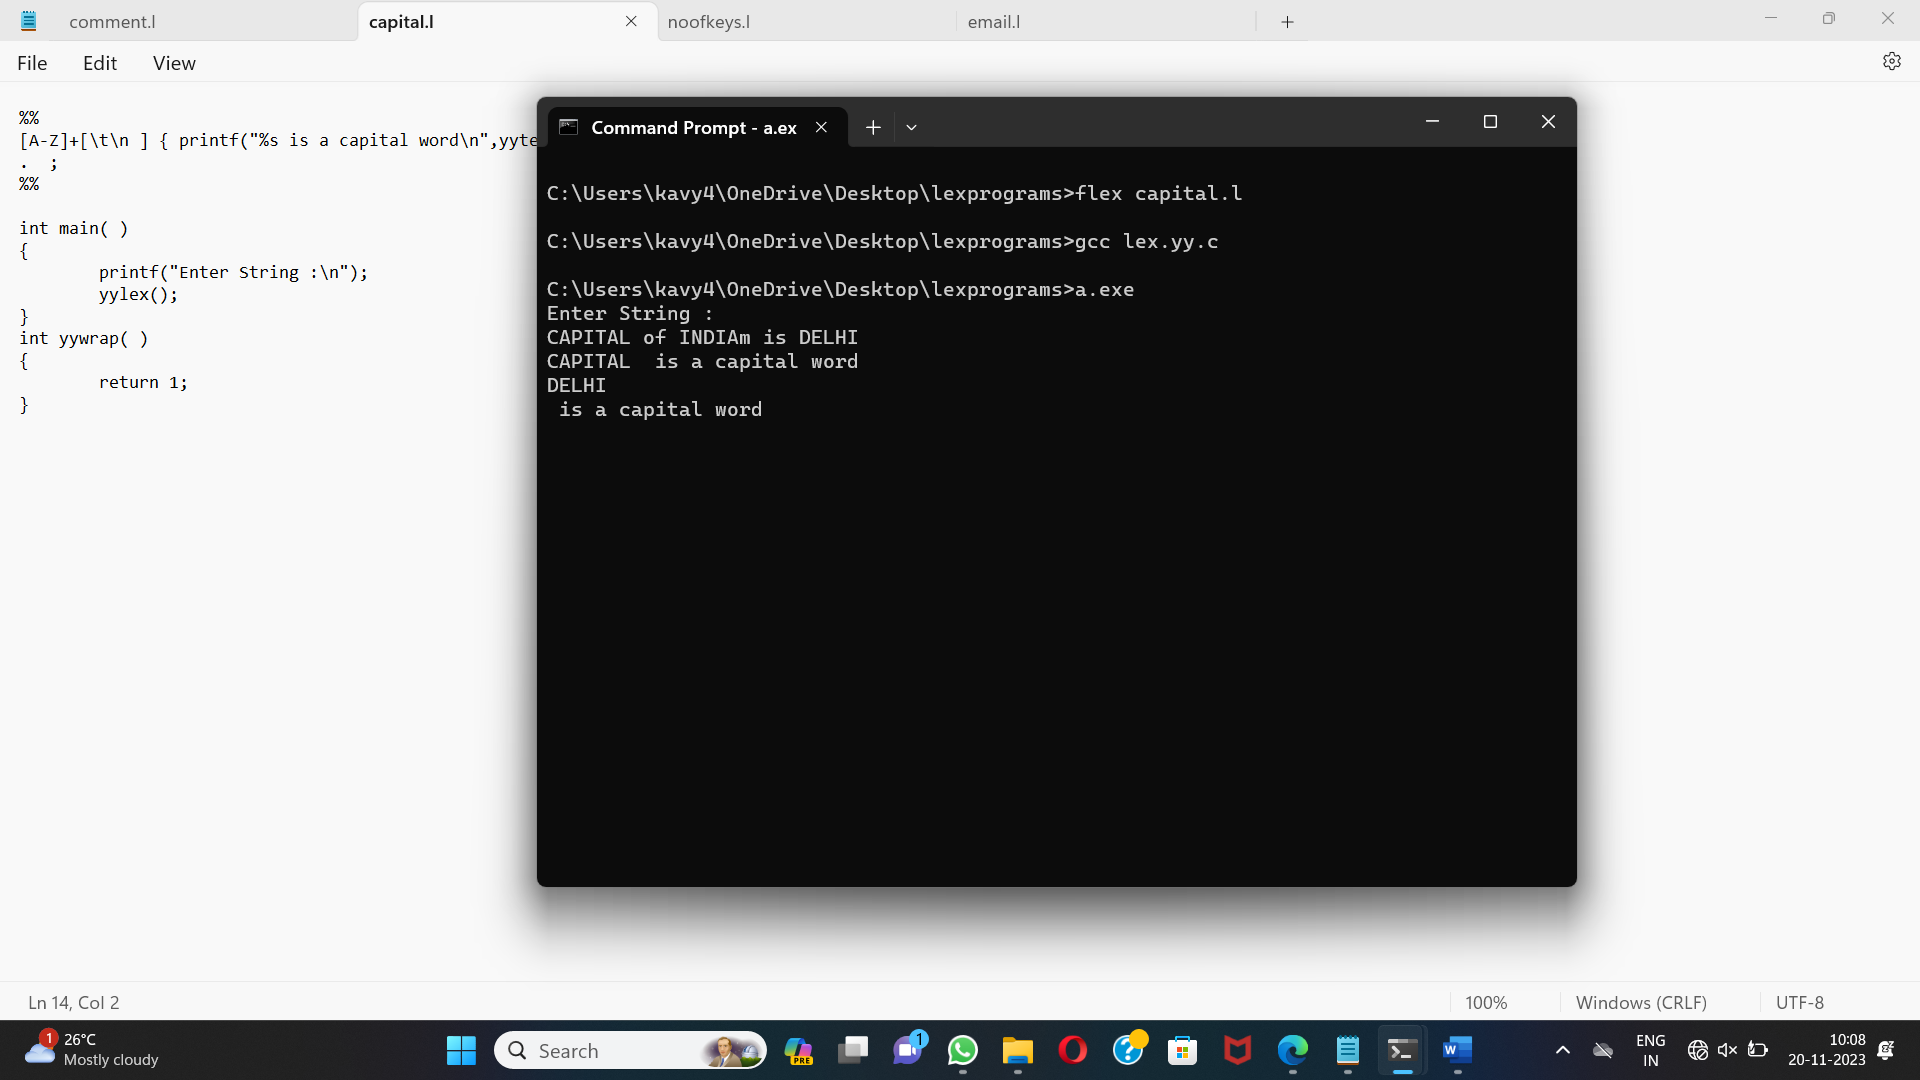 comment.l
capital.l
noofkeys.l
email.l
File Edit View
%%
[A-Z]+[\t\n ] { printf("%s is a capital word\n",yyte
. ;
%%
int main( )
{
printf("Enter String :\n");
yylex();
}
int yywrap( )
{
return 1;
}
Command Prompt - a.ex
C:\Users\kavy4\OneDrive\Desktop\lexprograms>flex capital.l
C:\Users\kavy4\OneDrive\Desktop\lexprograms>gcc lex.yy.c
C:\Users\kavy4\OneDrive\Desktop\lexprograms>a.exe
Enter String :
CAPITAL of INDIAm is DELHI
CAPITAL  is a capital word
DELHI
 is a capital word
Ln 14, Col 2
100%
Windows (CRLF)
UTF-8
1
26°C
Mostly cloudy
Search
PRE
1
W
ENG
IN
10:08
20-11-2023